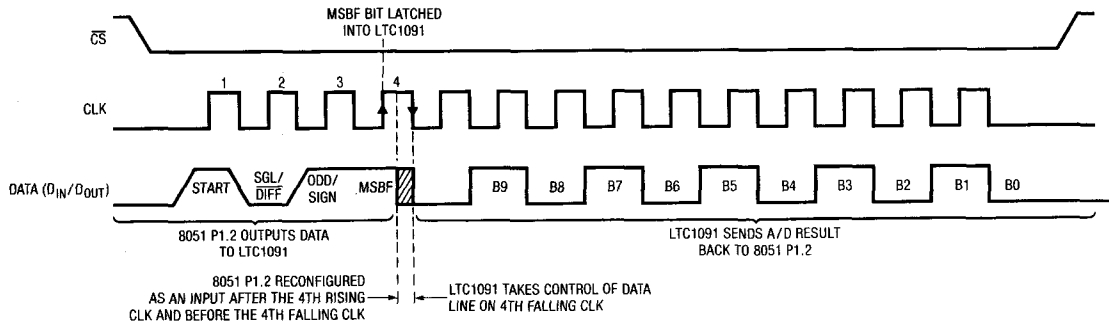 MSBF BIT LATCHED
INTO LTC1091
CS
1 2 3 4
CLK
DATA (DIN/DOUT)
START
SGL/
DIFF
ODD/
SIGN
MSBF
B9 B8 B7 B6 B5 B4 B3 B2 B1 B0
8051 P1.2 OUTPUTS DATA
TO LTC1091
LTC1091 SENDS A/D RESULT
BACK TO 8051 P1.2
8051 P1.2 RECONFIGURED
AS AN INPUT AFTER THE 4TH RISING
CLK AND BEFORE THE 4TH FALLING CLK
LTC1091 TAKES CONTROL OF DATA
LINE ON 4TH FALLING CLK